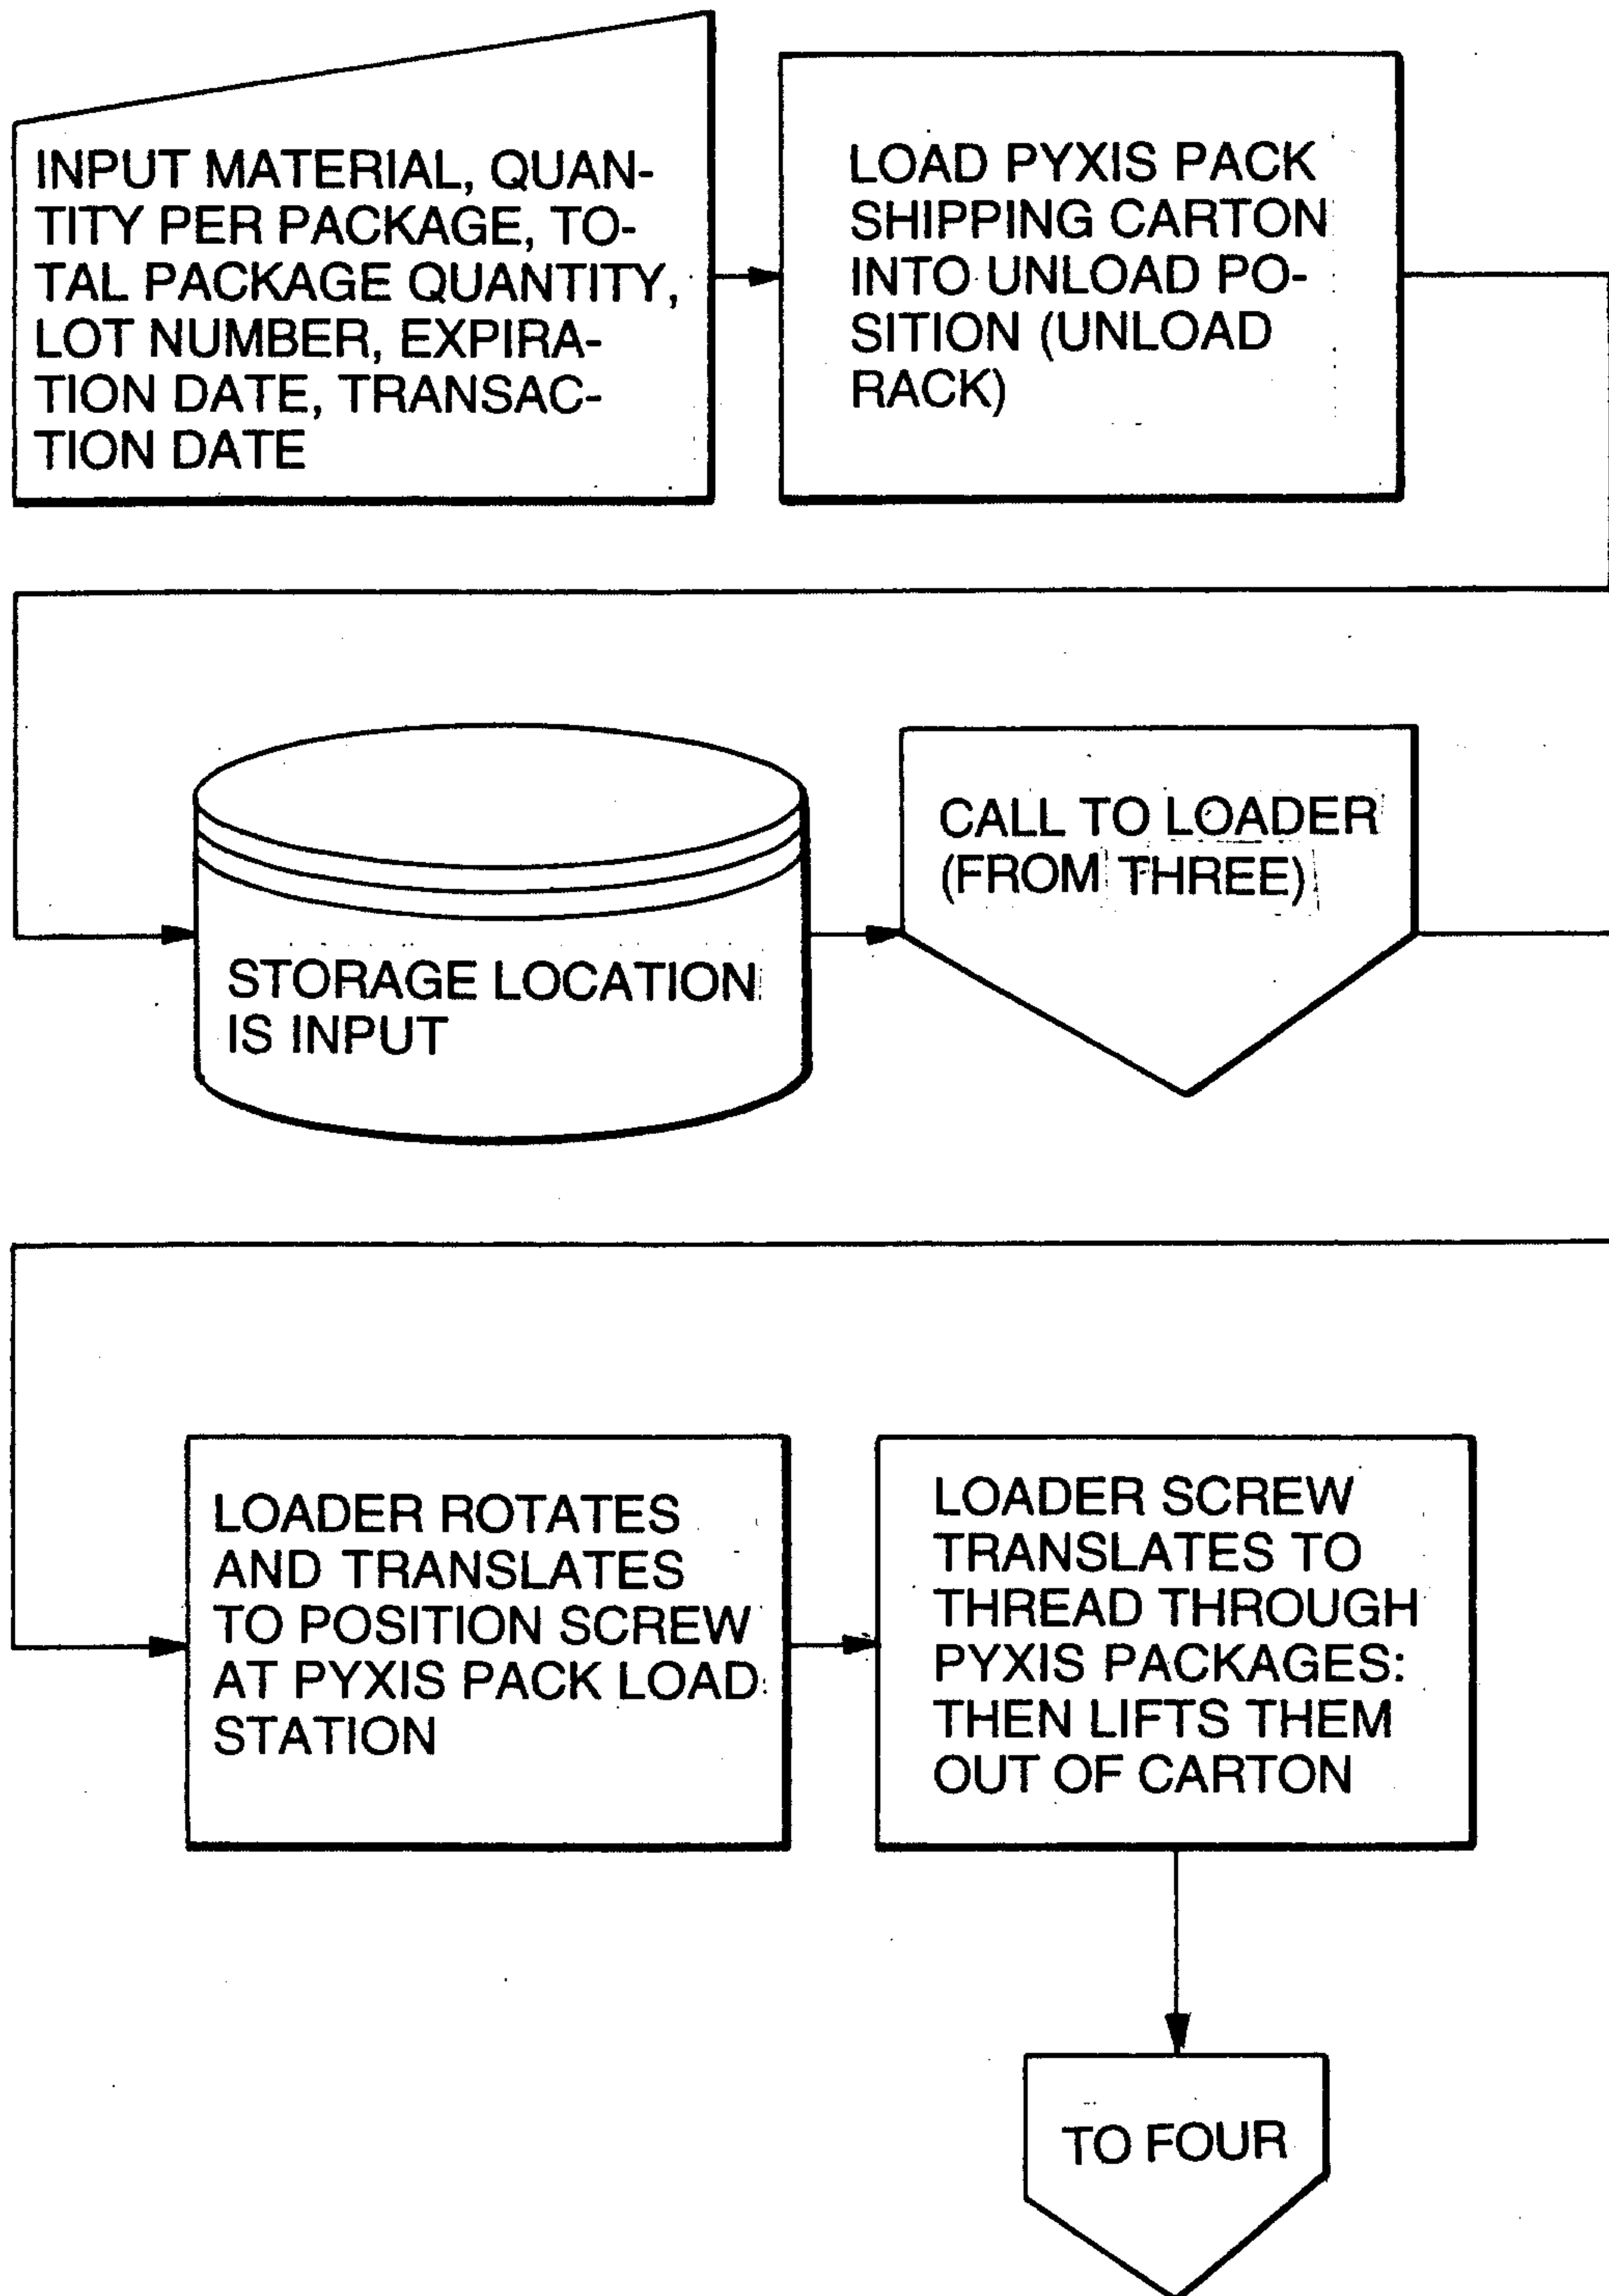 INPUT MATERIAL, QUAN-
TITY PER PACKAGE, TO-
TAL PACKAGE QUANTITY,
LOT NUMBER, EXPIRA-
TION DATE, TRANSAC-
TION DATE
LOAD PYXIS PACK
SHIPPING CARTON
INTO UNLOAD PO-
SITION (UNLOAD
RACK)
STORAGE LOCATION
IS INPUT
CALL TO LOADER
(FROM THREE)
LOADER ROTATES
AND TRANSLATES
TO POSITION SCREW
AT PYXIS PACK LOAD
STATION
LOADER SCREW
TRANSLATES TO
THREAD THROUGH
PYXIS PACKAGES:
THEN LIFTS THEM
OUT OF CARTON
TO FOUR